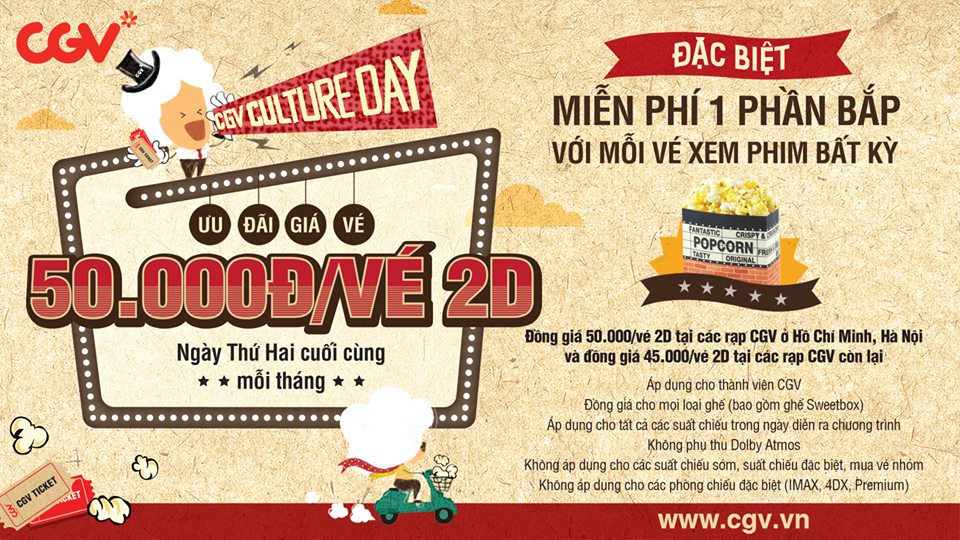 CGV
CGV
CGV CULTURE DAY
CGV TICKET
ƯU ĐÃI GIÁ VÉ
50.000Đ/VÉ 2D
Ngày Thứ Hai cuối cùng
mỗi tháng
ĐẶC BIỆT
MIỄN PHÍ 1 PHẦN BẮP
VỚI MỖI VÉ XEM PHIM BẤT KỲ
FANTASTIC CRISPY &
POPCORN
TASTY ORIGINAL
Đồng giá 50.000/vé 2D tại các rạp CGV ở Hồ Chí Minh, Hà Nội
và đồng giá 45.000/vé 2D tại các rạp CGV còn lại
Áp dụng cho thành viên CGV
Đồng giá cho mọi loại ghế (bao gồm ghế Sweetbox)
Áp dụng cho tất cả các suất chiếu trong ngày diễn ra chương trình
Không phụ thu Dolby Atmos
Không áp dụng cho các suất chiếu sớm, suất chiếu đặc biệt, mua vé nhóm
Không áp dụng cho các phòng chiếu đặc biệt (IMAX, 4DX, Premium)
CGV TICKET
TICKET
www.cgv.vn